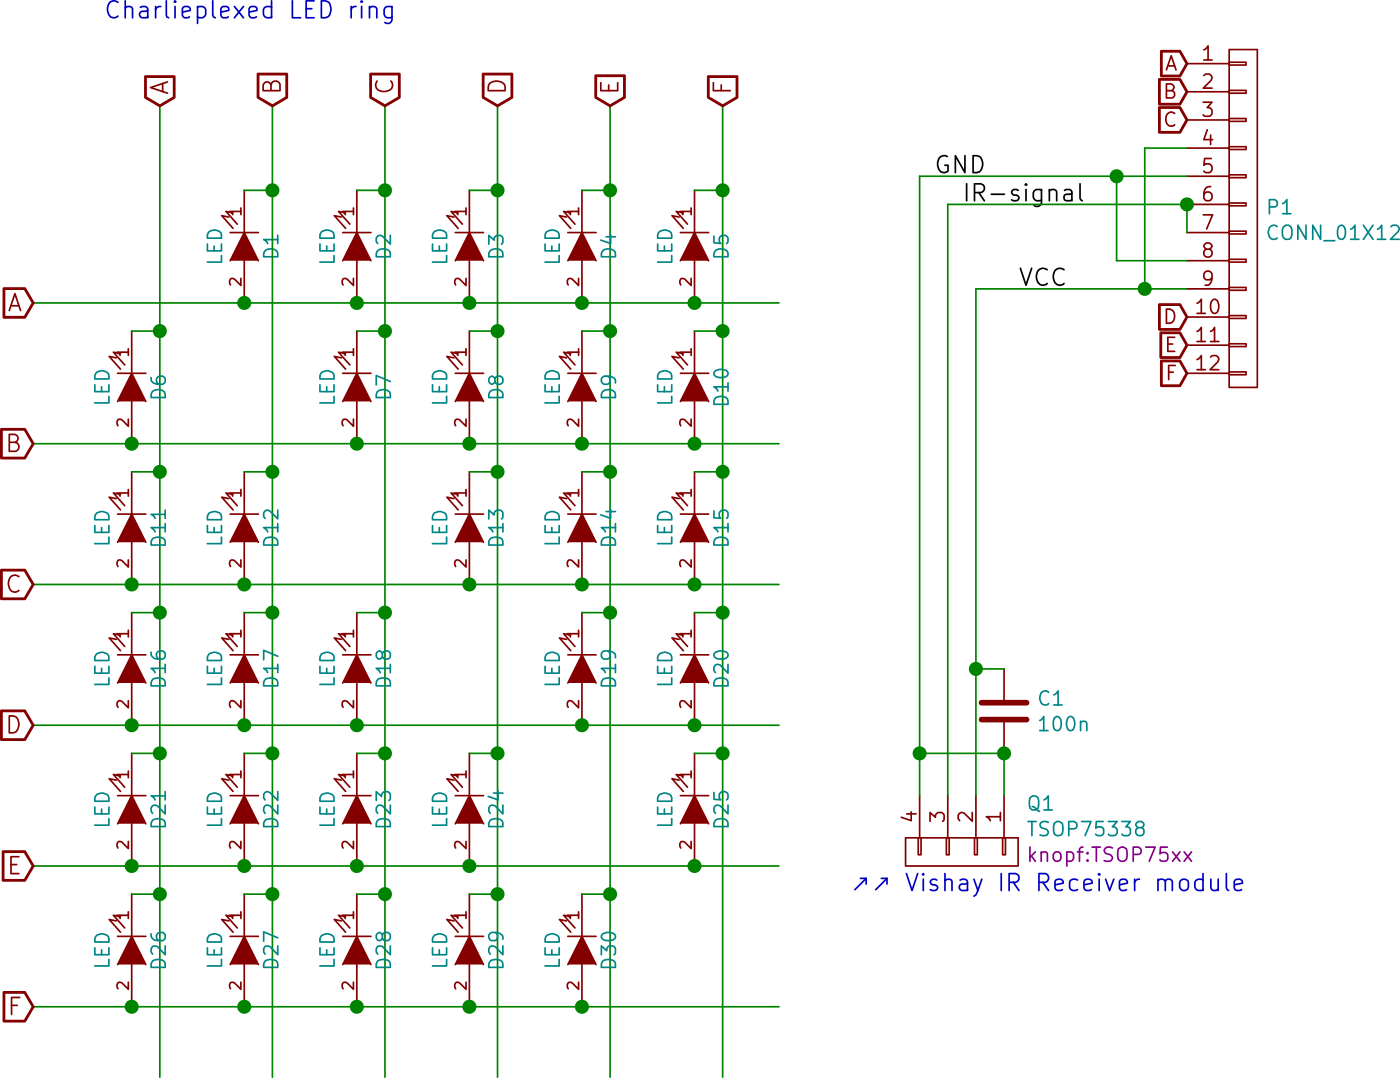 Charlieplexed LED ring
A B C D E F
LED 1 2 D1 LED 1 2 D2 LED 1 2 D3 LED 1 2 D4 LED 1 2 D5
A
LED 1 2 D6 LED 1 2 D7 LED 1 2 D8 LED 1 2 D9 LED 1 2 D10
B
LED 1 2 D11 LED 1 2 D12 LED 1 2 D13 LED 1 2 D14 LED 1 2 D15
C
LED 1 2 D16 LED 1 2 D17 LED 1 2 D18 LED 1 2 D19 LED 1 2 D20
D
LED 1 2 D21 LED 1 2 D22 LED 1 2 D23 LED 1 2 D24 LED 1 2 D25
E
LED 1 2 D26 LED 1 2 D27 LED 1 2 D28 LED 1 2 D29 LED 1 2 D30
F
A 1
B 2
C 3
4
GND 5
IR-signal 6
7
8
VCC 9
D 10
E 11
F 12
P1
CONN_01X12
C1
100n
4 3 2 1
Q1
TSOP75338
knopf:TSOP75xx
↗↗ Vishay IR Receiver module